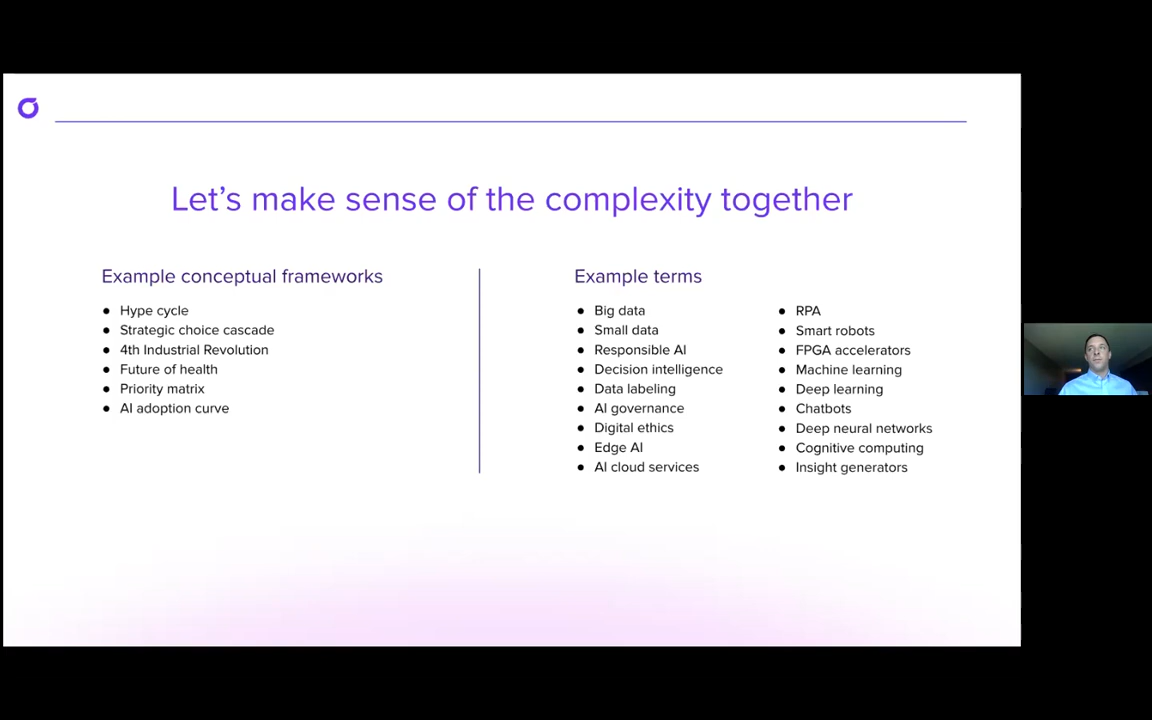 Let’s make sense of the complexity together
Example conceptual frameworks
● Hype cycle
● Strategic choice cascade
● 4th Industrial Revolution
● Future of health
● Priority matrix
● AI adoption curve
Example terms
● Big data
● Small data
● Responsible AI
● Decision intelligence
● Data labeling
● AI governance
● Digital ethics
● Edge AI
● AI cloud services
● RPA
● Smart robots
● FPGA accelerators
● Machine learning
● Deep learning
● Chatbots
● Deep neural networks
● Cognitive computing
● Insight generators